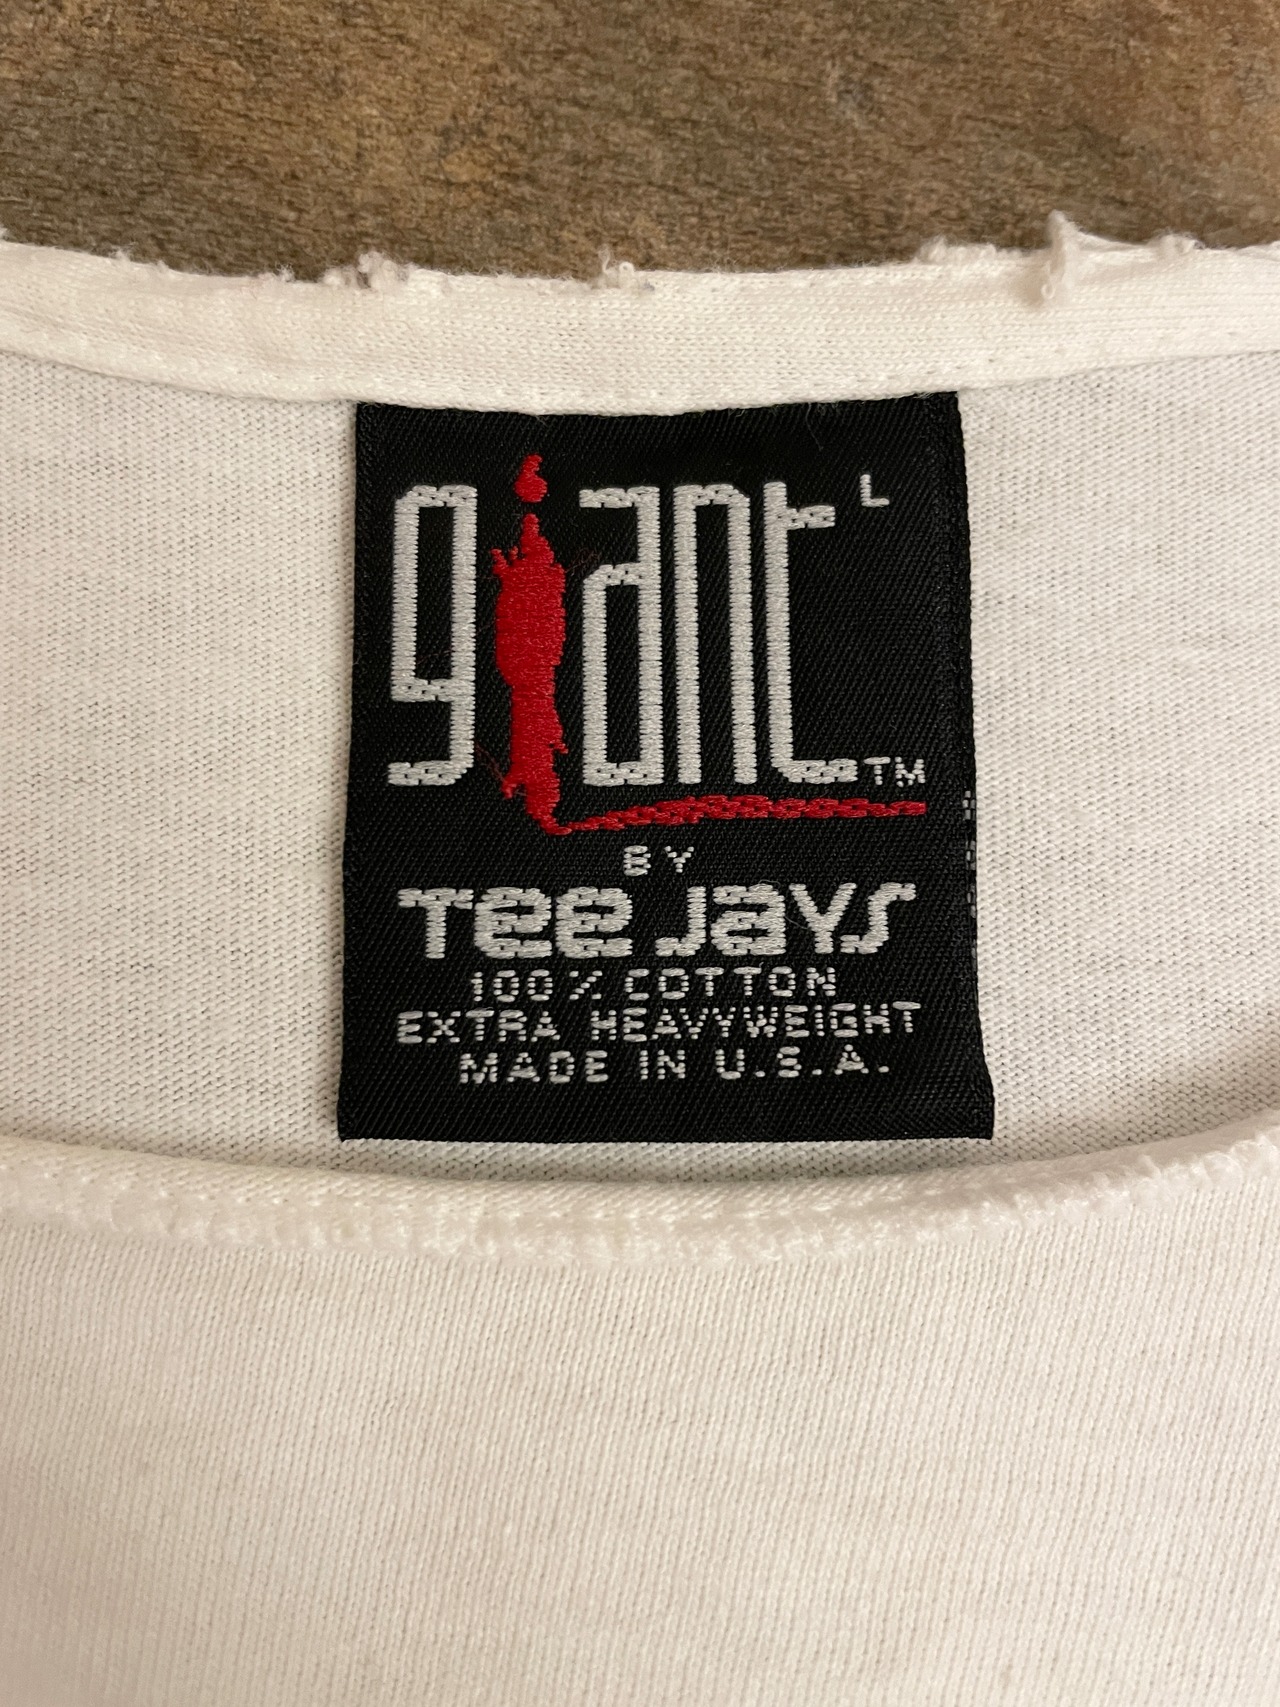 giant L
TM
BY
Tee Jays
100% COTTON
EXTRA HEAVYWEIGHT
MADE IN U.S.A.